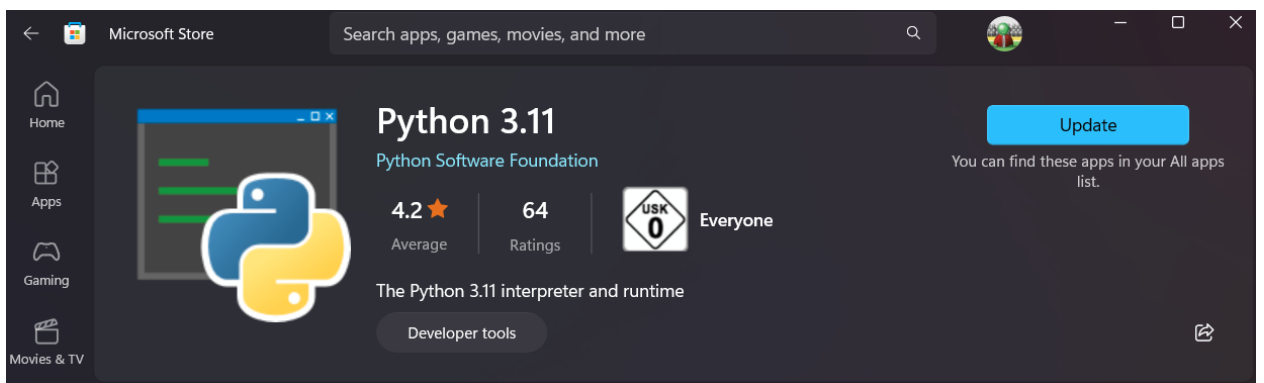 Microsoft Store
Search apps, games, movies, and more
Home
Apps
Gaming
Movies & TV
Python 3.11
Python Software Foundation
4.2
Average
64
Ratings
USK
0
Everyone
The Python 3.11 interpreter and runtime
Developer tools
Update
You can find these apps in your All apps
list.